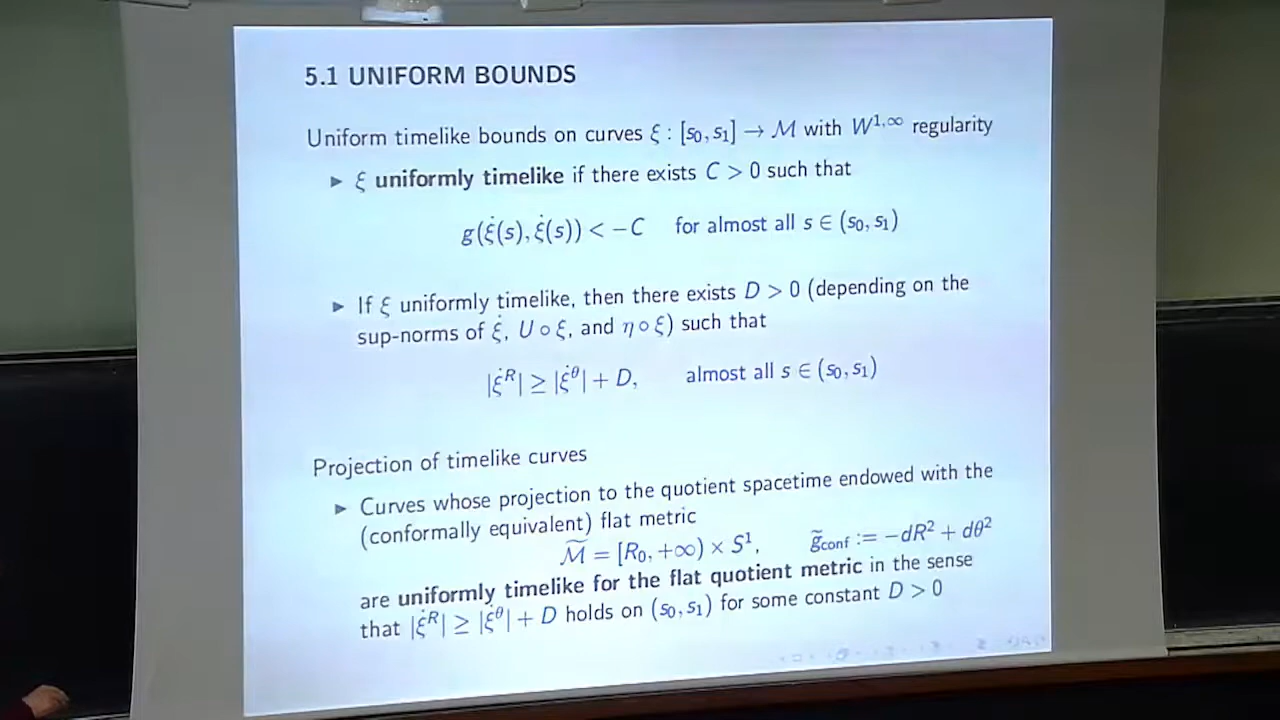 5.1 UNIFORM BOUNDS
Uniform timelike bounds on curves ξ : [s₀, s₁] → M with W^{1,∞} regularity
► ξ uniformly timelike if there exists C > 0 such that
g(ξ̇(s), ξ̇(s)) < −C for almost all s ∈ (s₀, s₁)
► If ξ uniformly timelike, then there exists D > 0 (depending on the
sup-norms of ξ̇, U ∘ ξ, and η ∘ ξ) such that
|ξ̇^R| ≥ |ξ̇^θ| + D, almost all s ∈ (s₀, s₁)
Projection of timelike curves
► Curves whose projection to the quotient spacetime endowed with the
(conformally equivalent) flat metric
M̃ = [R₀, +∞) × S¹, g̃_conf := −dR² + dθ²
are uniformly timelike for the flat quotient metric in the sense
that |ξ̇^R| ≥ |ξ̇^θ| + D holds on (s₀, s₁) for some constant D > 0